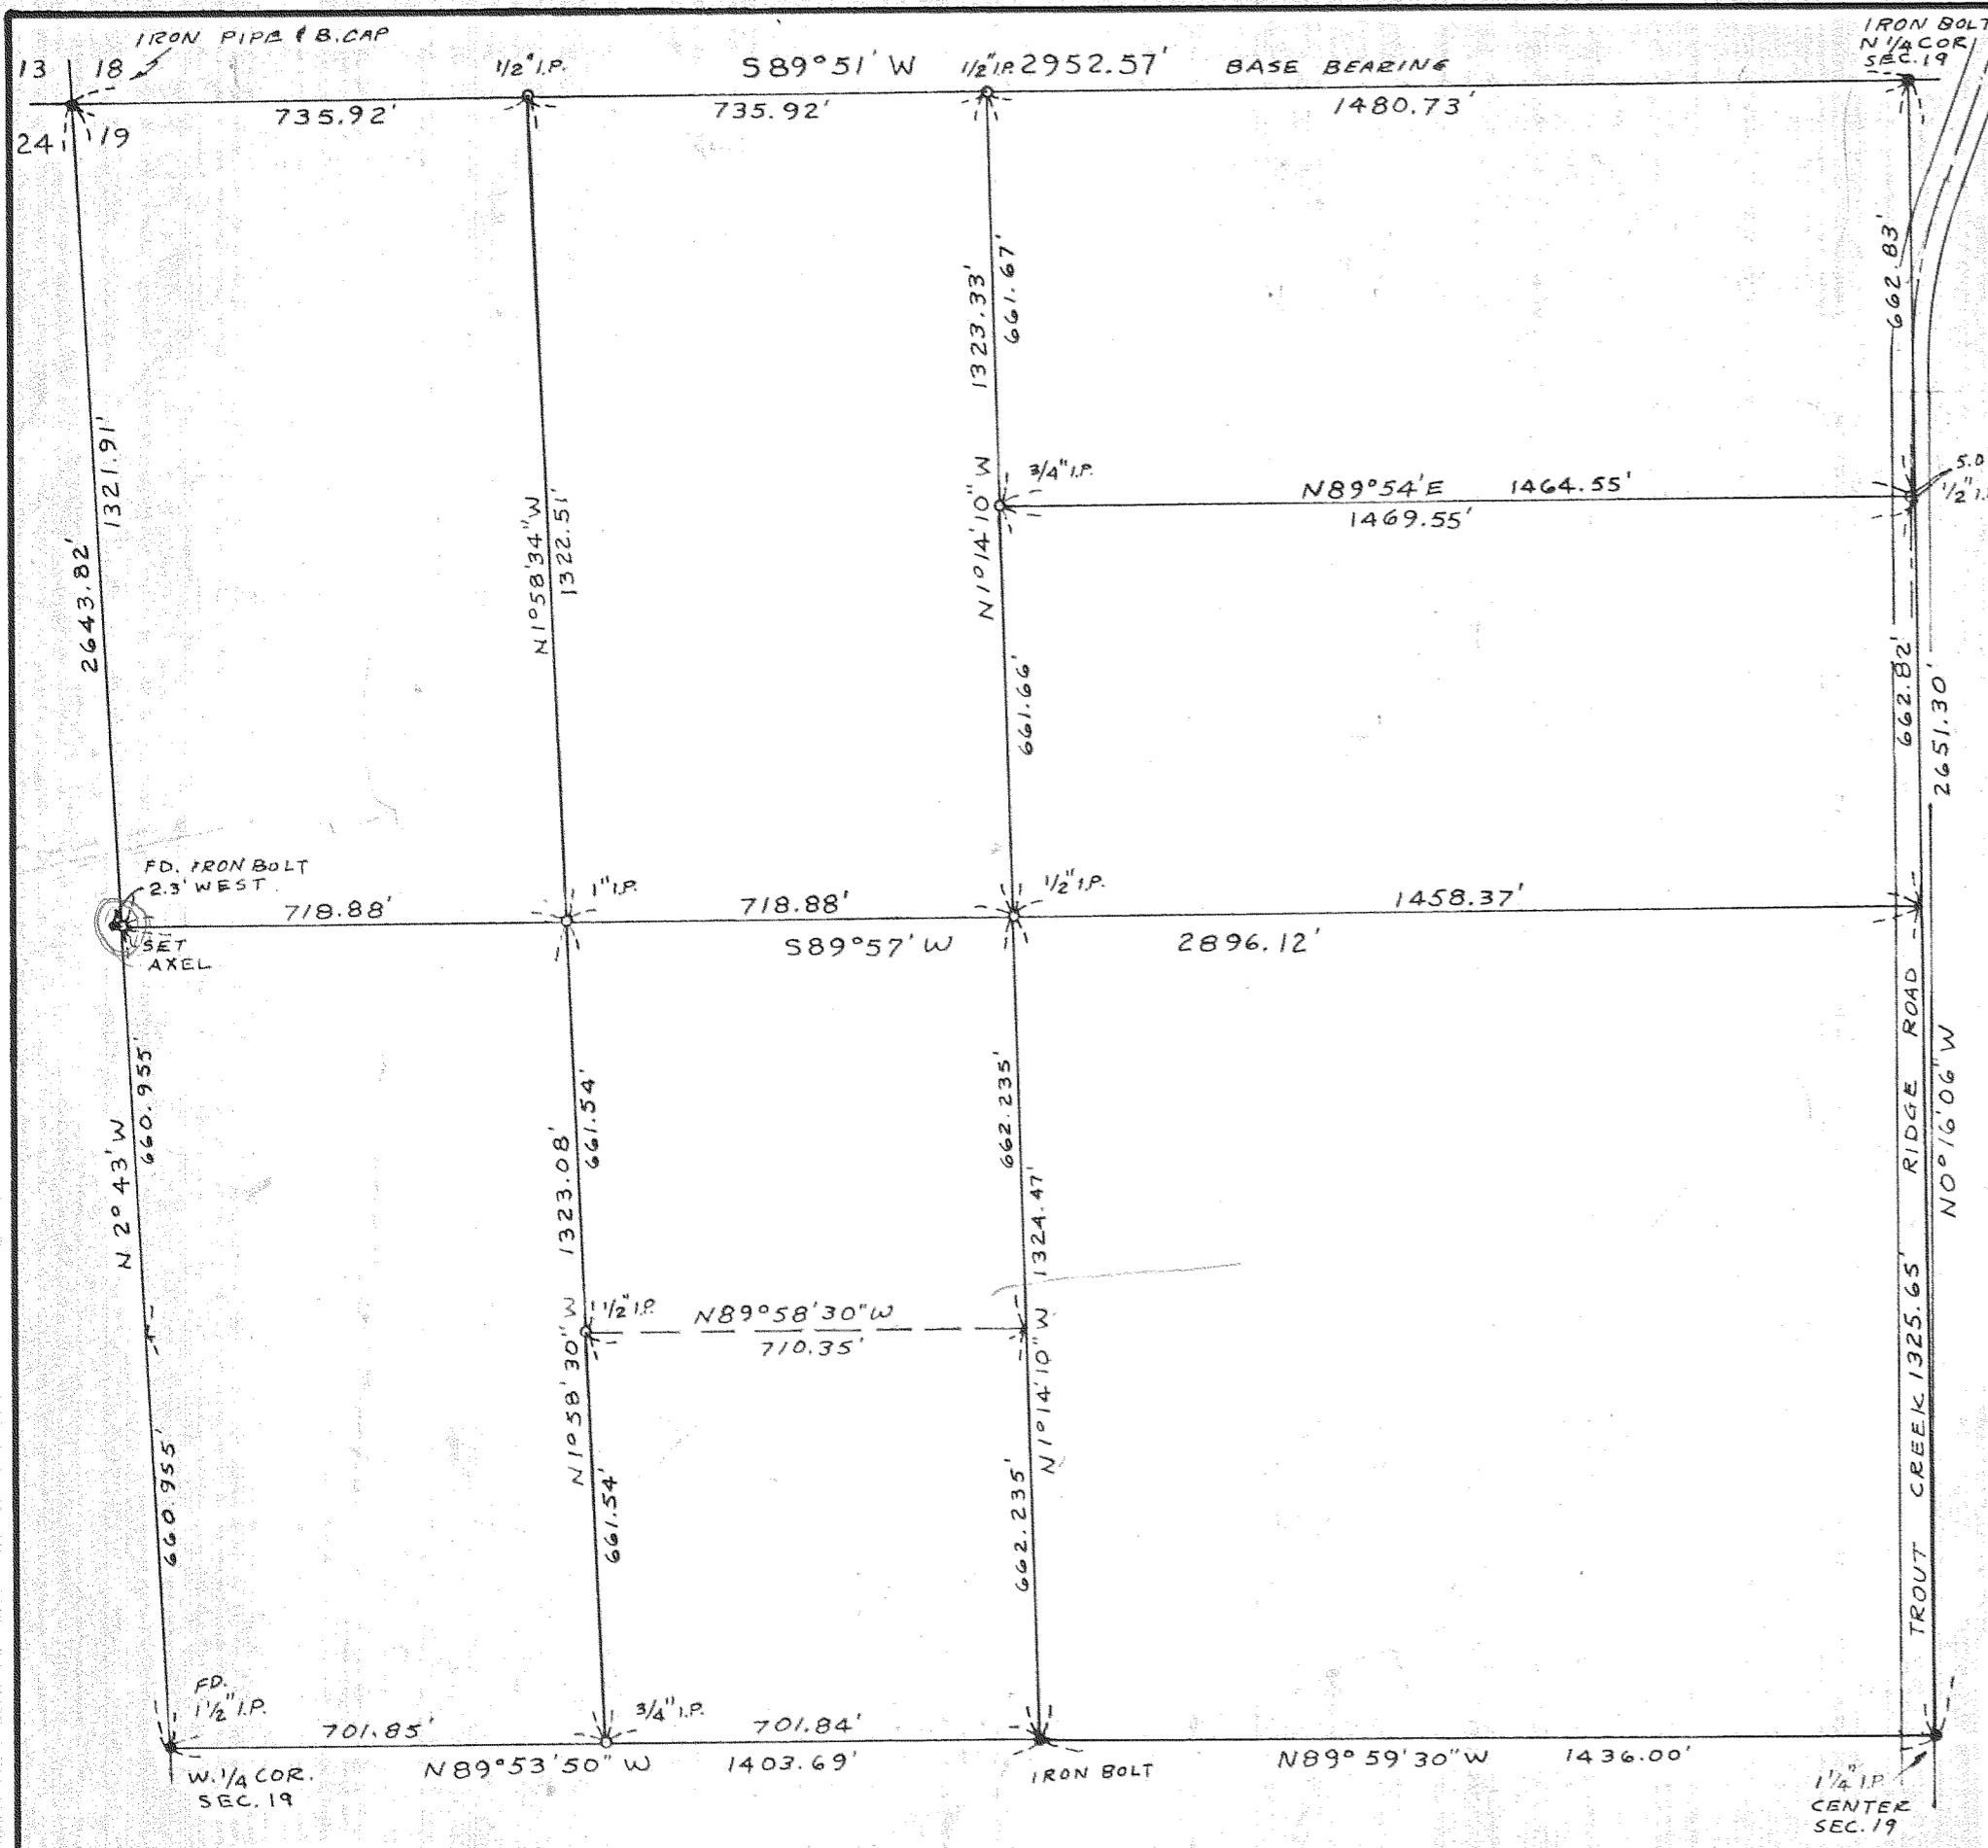 IRON PIPE & B. CAP
13 18
24 19
1/2" I.P.
S 89°51' W
1/2" I.P.
2952.57'
BASE BEARING
IRON BOLT
N 1/4 COR
SEC. 19
735.92'
735.92'
1480.73'
1321.91'
2643.82'
N1°58'34"W
1322.51'
1323.33'
661.67'
N1°14'10" W
662.83'
3/4" I.P.
N89°54'E 1464.55'
1469.55'
5.0
1/2" I.
661.66'
662.82'
2651.30'
FD. IRON BOLT
2.3' WEST
SET
AXEL
718.88'
1" I.P.
718.88'
1/2" I.P.
1458.37'
S89°57' W
2896.12'
N 2° 43' W
660.955'
661.54'
1323.08'
N1°58'30" W
662.235'
1324.47'
N1°14'10" W
RIDGE ROAD
N0°16'06"W
1 1/2" I.P.
N89°58'30"W
710.35'
TROUT CREEK 1325.65'
660.955'
661.54'
662.235'
FD.
1 1/2" I.P.
701.85'
3/4" I.P.
701.84'
W. 1/4 COR.
SEC. 19
N89°53'50" W
1403.69'
IRON BOLT
N89°59'30"W 1436.00'
1 1/4" I.P.
CENTER
SEC. 19